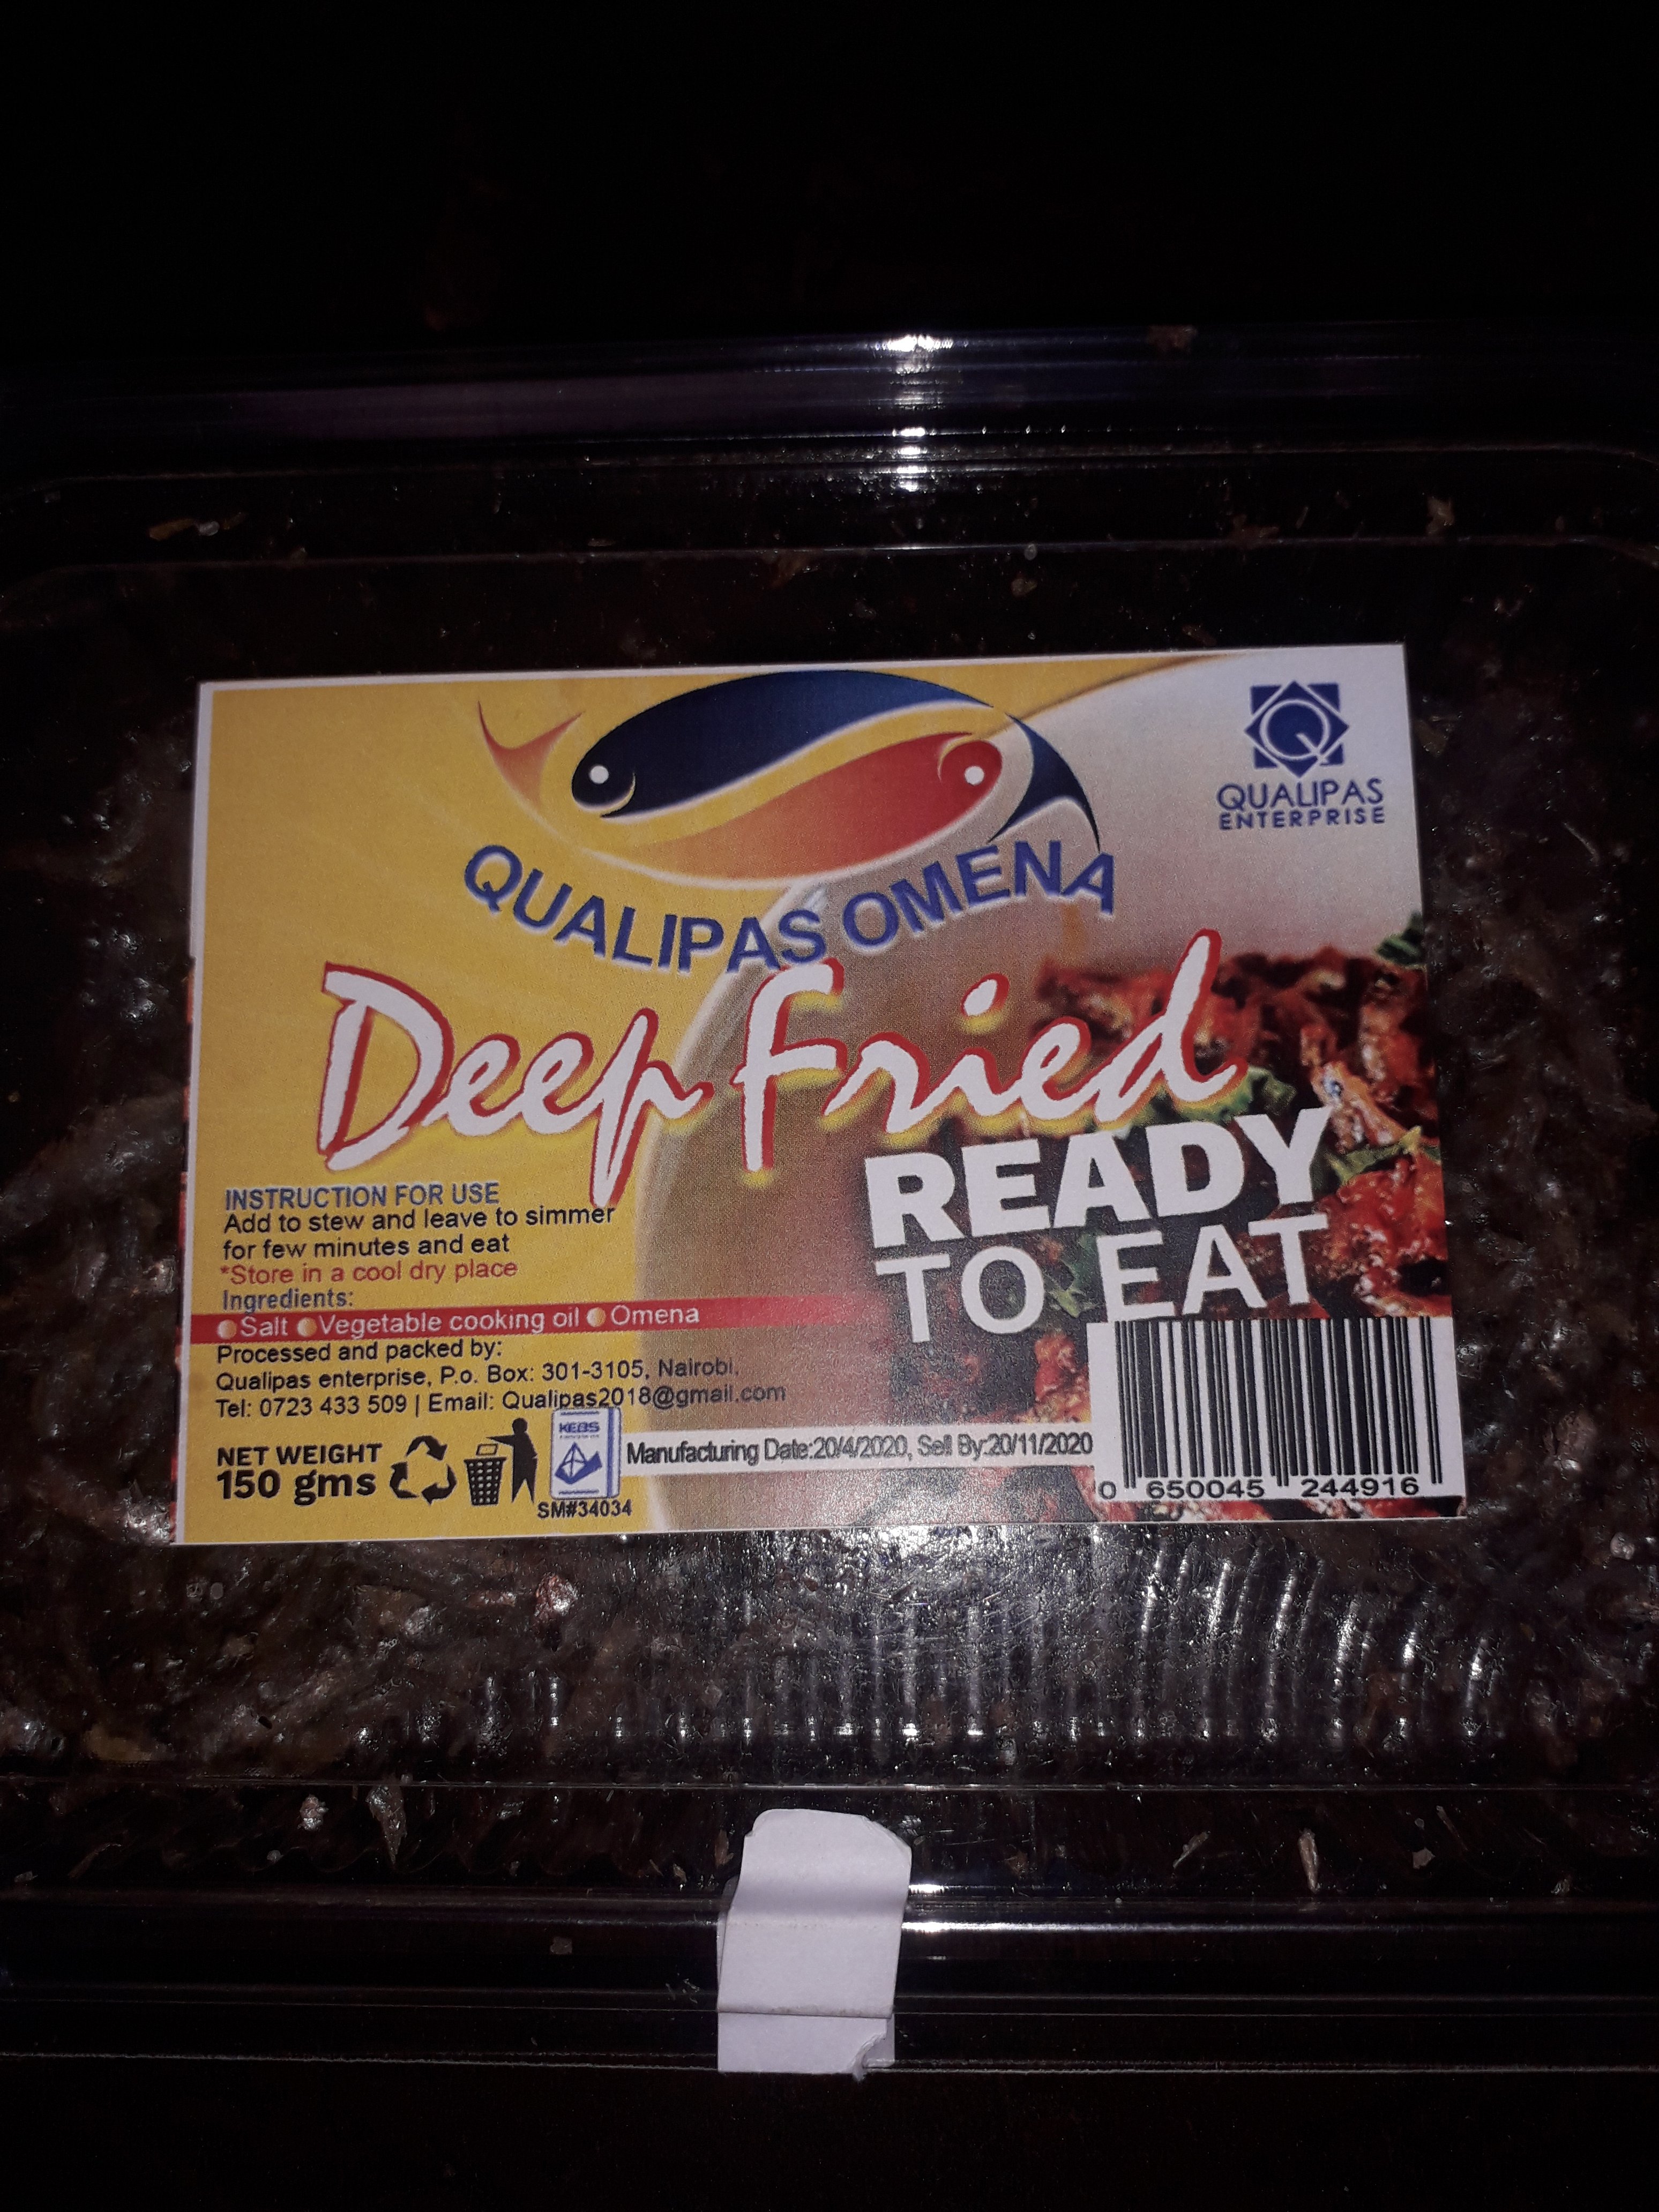 QUALIPAS
ENTERPRISE
QUALIPAS OMENA
Deep Fried
READY
TO EAT
INSTRUCTION FOR USE
Add to stew and leave to simmer
for few minutes and eat
*Store in a cool dry place
Ingredients:
Salt Vegetable cooking oil Omena
Processed and packed by:
Qualipas enterprise, P.o. Box: 301-3105, Nairobi,
Tel: 0723 433 509 | Email: Qualipas2018@gmail.com
NET WEIGHT
150 gms
KEBS
SM#34034
Manufacturing Date:20/4/2020, Sell By:20/11/2020
0 650045 244916